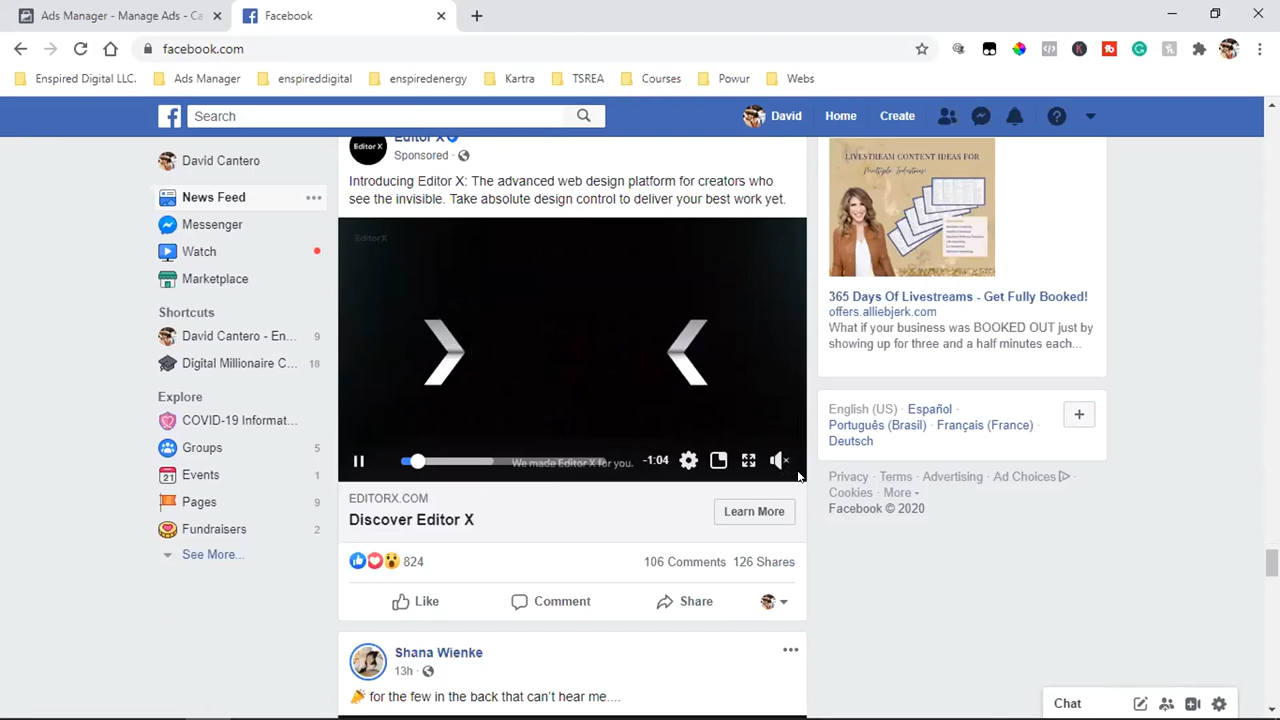 Ads Manager - Manage Ads - Ca
Facebook
facebook.com
Enspired Digital LLC.
Ads Manager
enspireddigital
enspiredenergy
Kartra
TSREA
Courses
Powur
Webs
Search
David
Home
Create
David Cantero
News Feed
Messenger
Watch
Marketplace
Shortcuts
David Cantero - En... 9
Digital Millionaire C... 18
Explore
COVID-19 Informat...
Groups 5
Events 1
Pages 9
Fundraisers 2
See More...
Editor X
Editor X
Sponsored
Introducing Editor X: The advanced web design platform for creators who
see the invisible. Take absolute design control to deliver your best work yet.
EditorX
We made Editor X for you.
-1:04
EDITORX.COM
Discover Editor X
Learn More
824
106 Comments 126 Shares
Like
Comment
Share
Shana Wienke
13h
for the few in the back that can't hear me....
LIVESTREAM CONTENT IDEAS FOR
Multiple Industries!
365 Days Of Livestreams - Get Fully Booked!
offers.alliebjerk.com
What if your business was BOOKED OUT just by
showing up for three and a half minutes each...
English (US) · Español ·
Português (Brasil) · Français (France) ·
Deutsch
Privacy · Terms · Advertising · Ad Choices
Cookies · More
Facebook © 2020
Chat